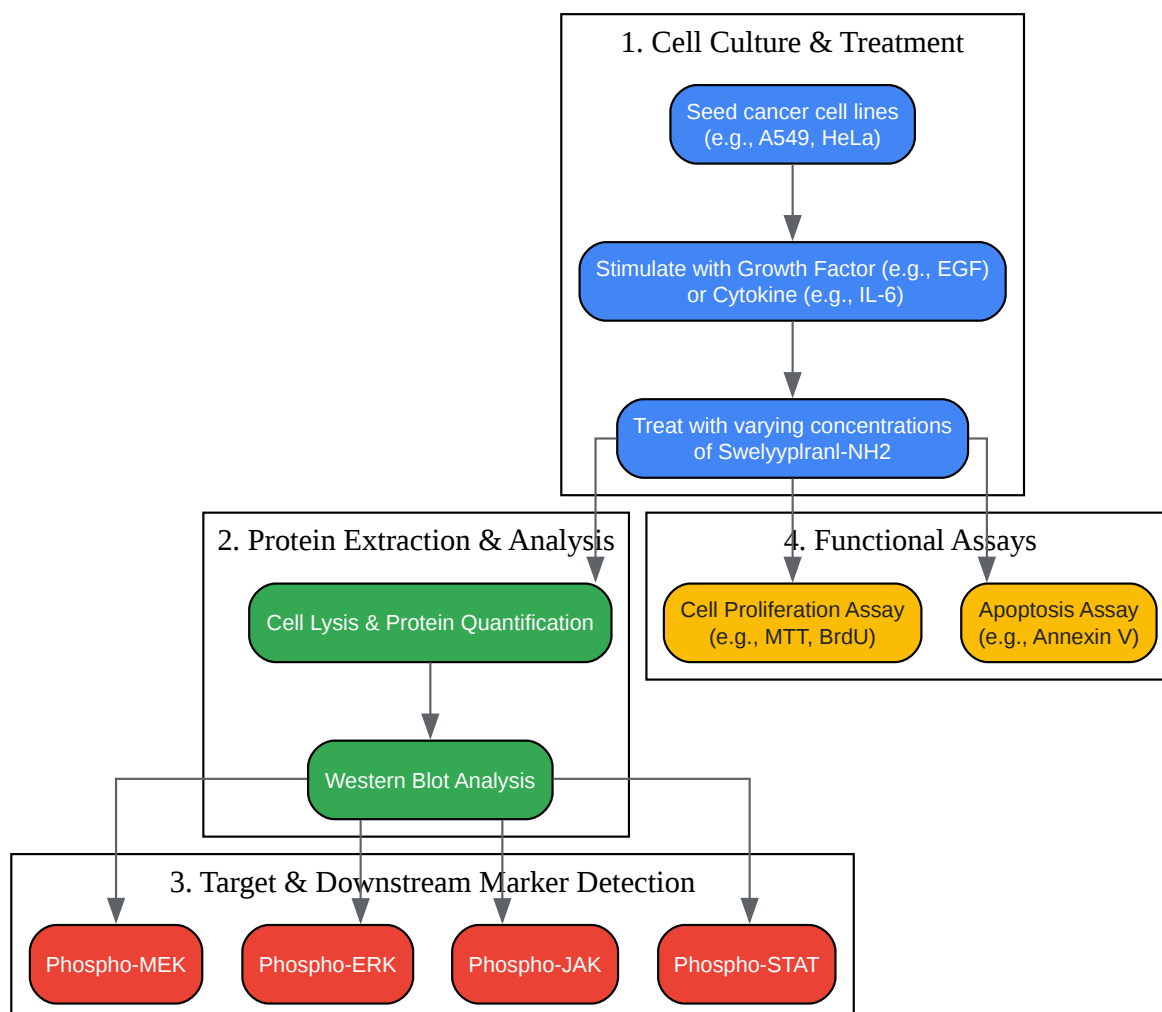 1. Cell Culture & Treatment
Seed cancer cell lines
(e.g., A549, HeLa)
Stimulate with Growth Factor (e.g., EGF)
or Cytokine (e.g., IL-6)
Treat with varying concentrations
of Swelyyplranl-NH2
2. Protein Extraction & Analysis
Cell Lysis & Protein Quantification
Western Blot Analysis
4. Functional Assays
Cell Proliferation Assay
(e.g., MTT, BrdU)
Apoptosis Assay
(e.g., Annexin V)
3. Target & Downstream Marker Detection
Phospho-MEK
Phospho-ERK
Phospho-JAK
Phospho-STAT